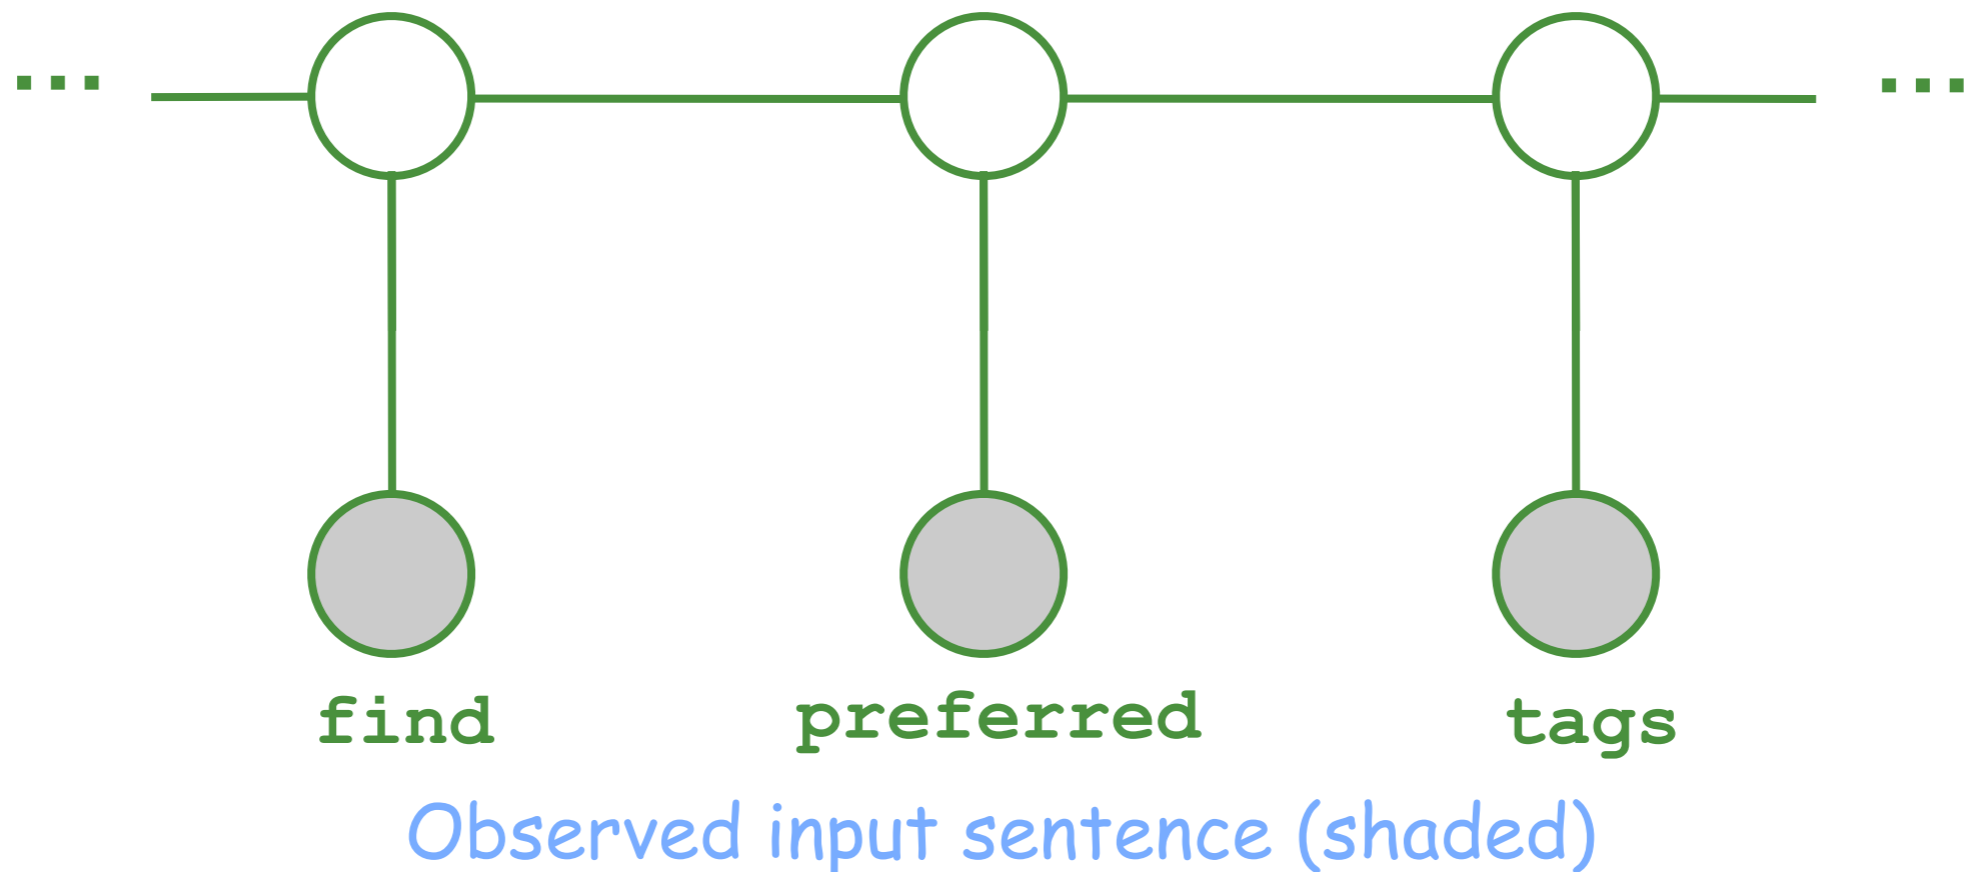 ... ...
find preferred tags
Observed input sentence (shaded)